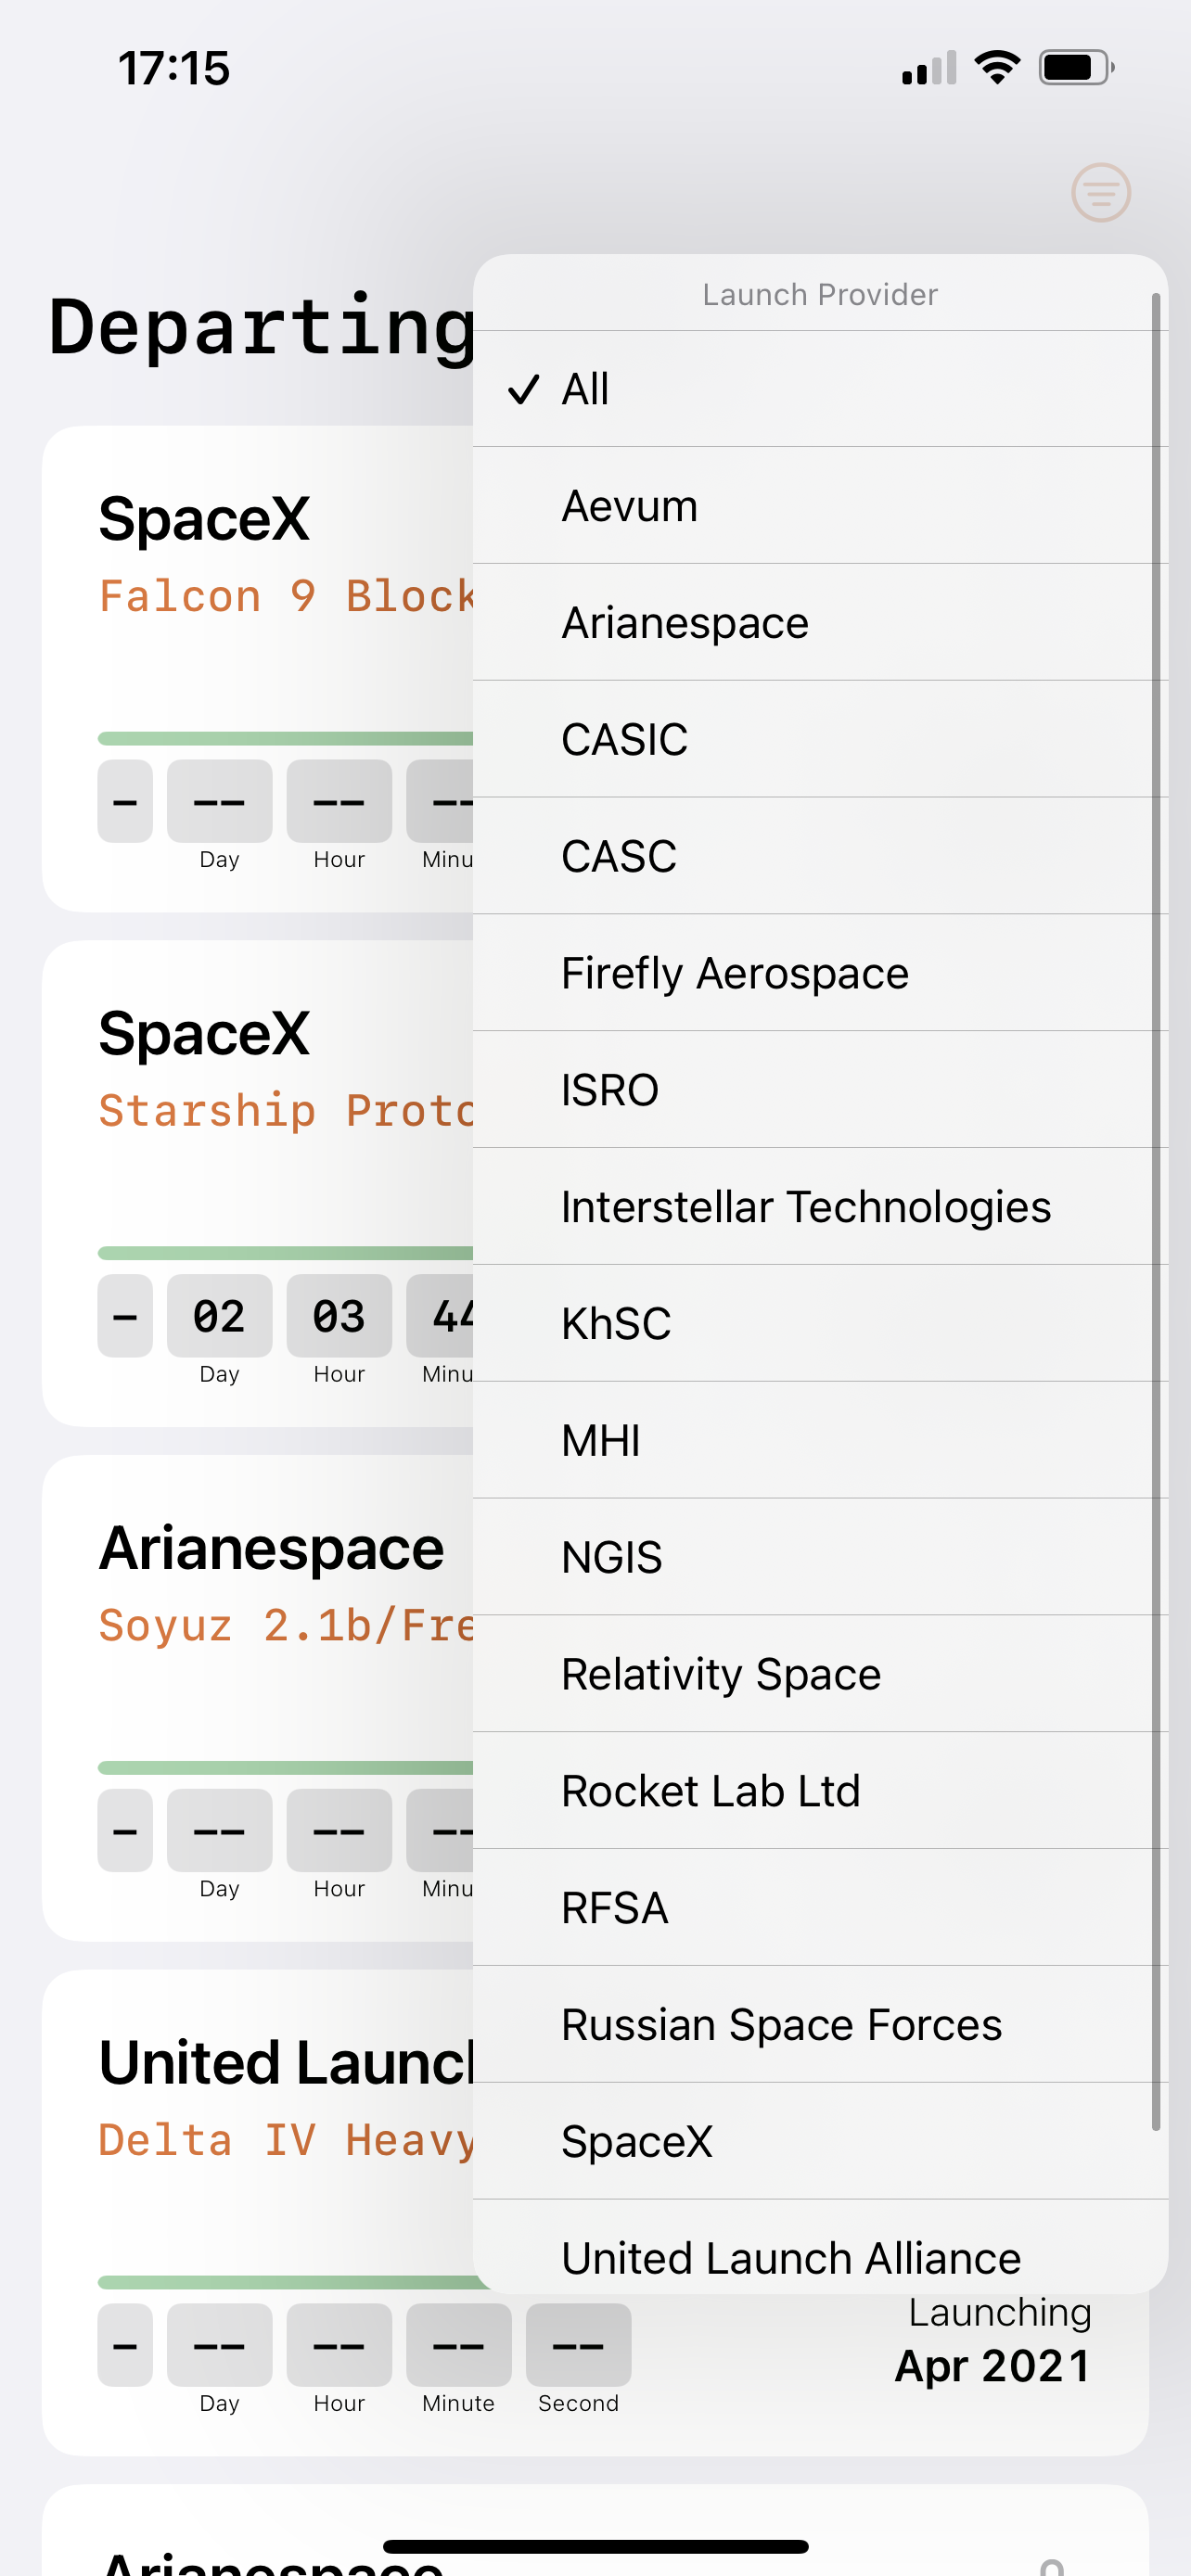 17:15
Departing
Launch Provider
All
Aevum
Arianespace
CASIC
CASC
Firefly Aerospace
ISRO
Interstellar Technologies
KhSC
MHI
NGIS
Relativity Space
Rocket Lab Ltd
RFSA
Russian Space Forces
SpaceX
United Launch Alliance
SpaceX
Falcon 9 Block
– –– –– ––
Day Hour Minu
SpaceX
Starship Proto
– 02 03 44
Day Hour Minu
Arianespace
Soyuz 2.1b/Fre
– –– –– ––
Day Hour Minu
United Launch
Delta IV Heavy
– –– –– –– ––
Day Hour Minute Second
Launching
Apr 2021
Arianespace